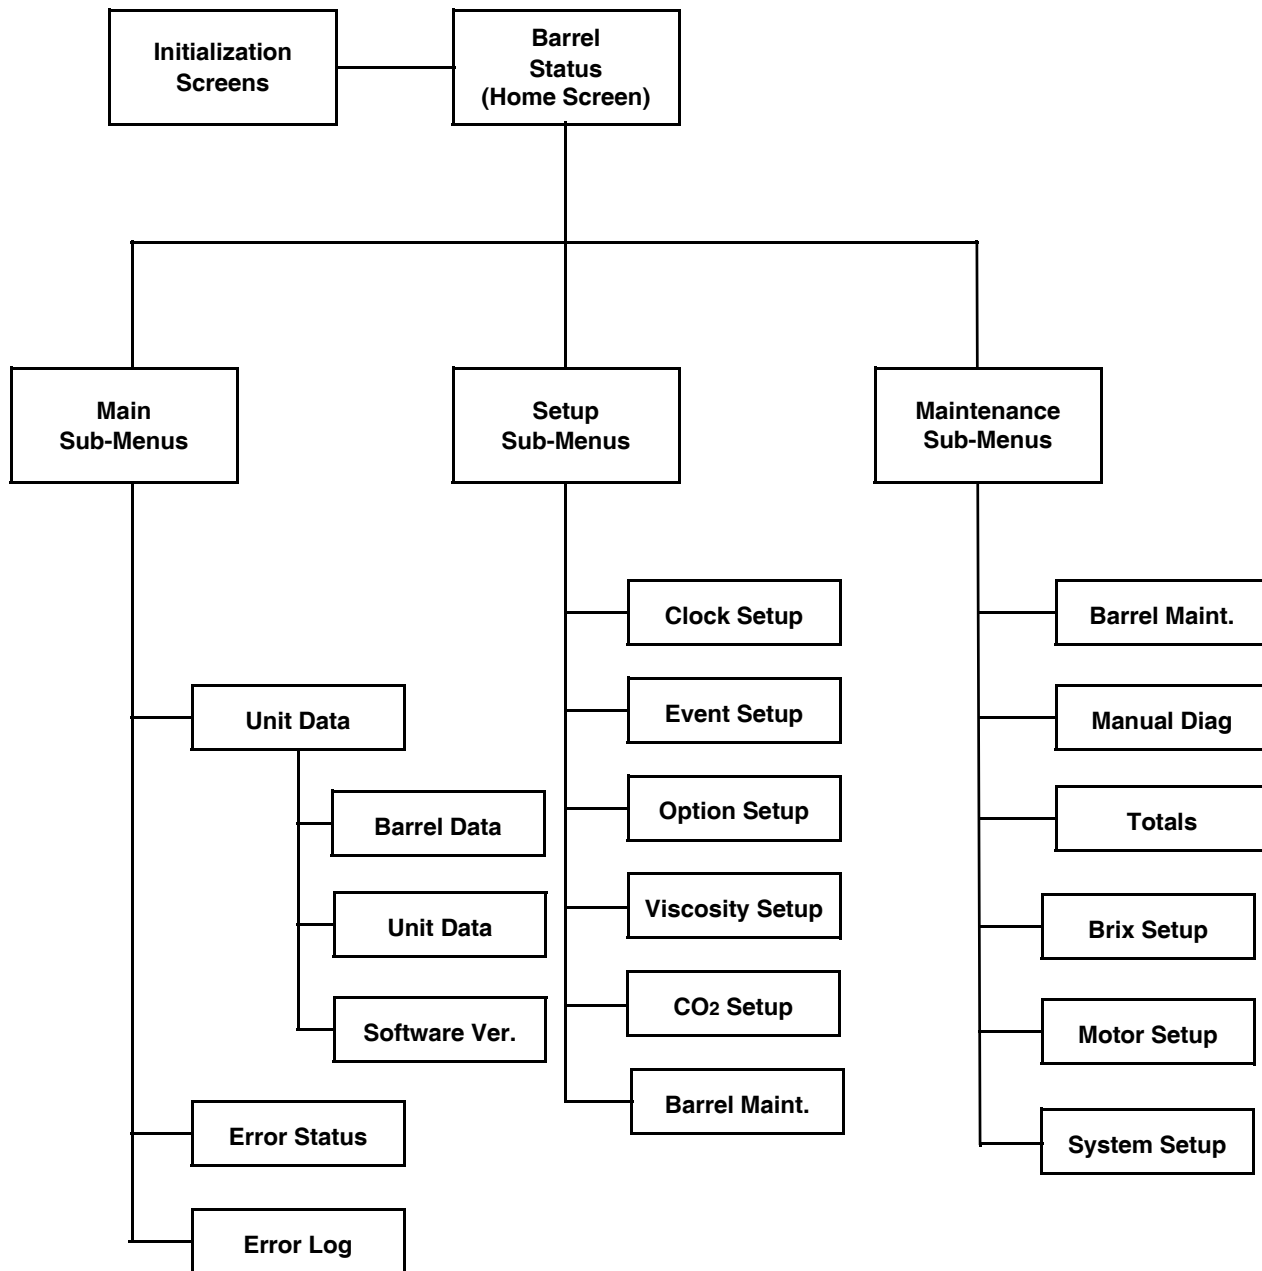 Initialization
Screens
Barrel
Status
(Home Screen)
Main
Sub-Menus
Setup
Sub-Menus
Maintenance
Sub-Menus
Unit Data
Barrel Data
Unit Data
Software Ver.
Error Status
Error Log
Clock Setup
Event Setup
Option Setup
Viscosity Setup
CO2 Setup
Barrel Maint.
Barrel Maint.
Manual Diag
Totals
Brix Setup
Motor Setup
System Setup